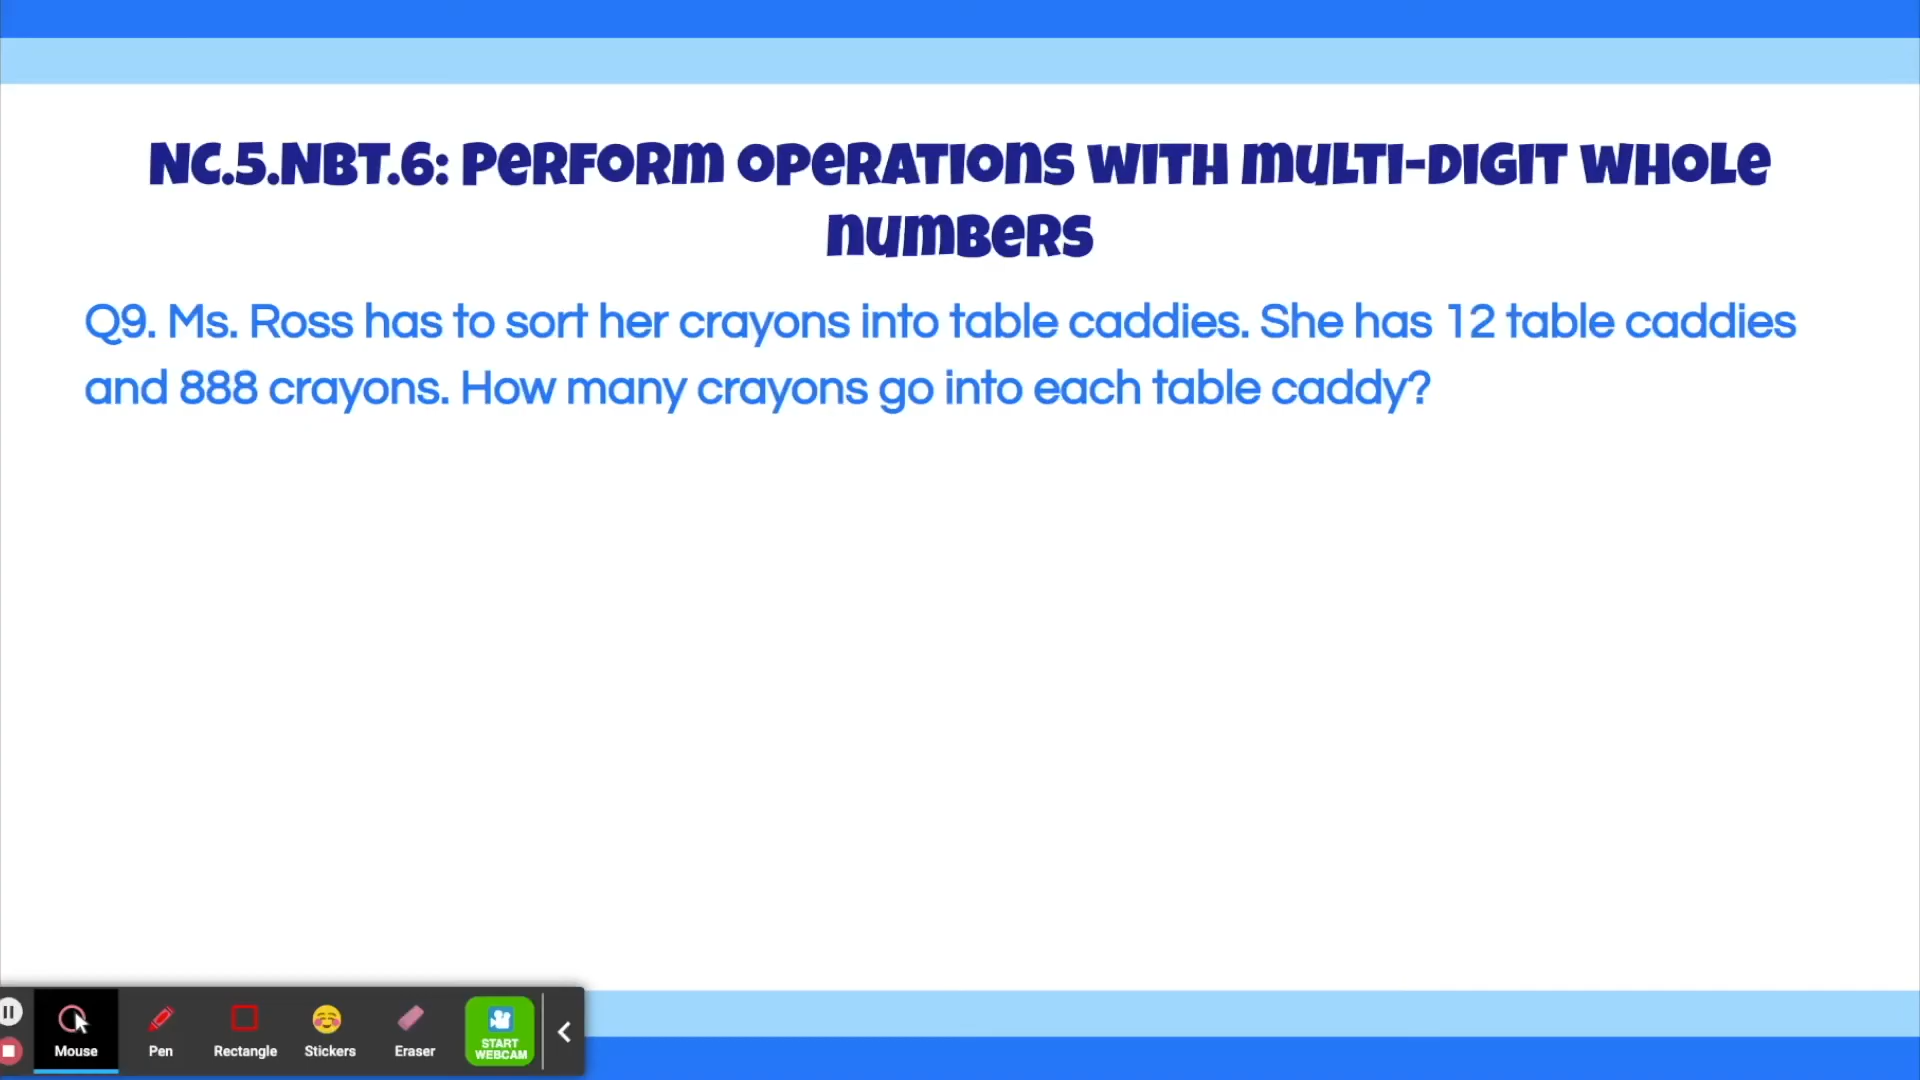 NC.5.NBT.6: Perform operations with multi-digit whole
numbers
Q9. Ms. Ross has to sort her crayons into table caddies. She has 12 table caddies
and 888 crayons. How many crayons go into each table caddy?
Mouse
Pen
Rectangle
Stickers
Eraser
START
WEBCAM